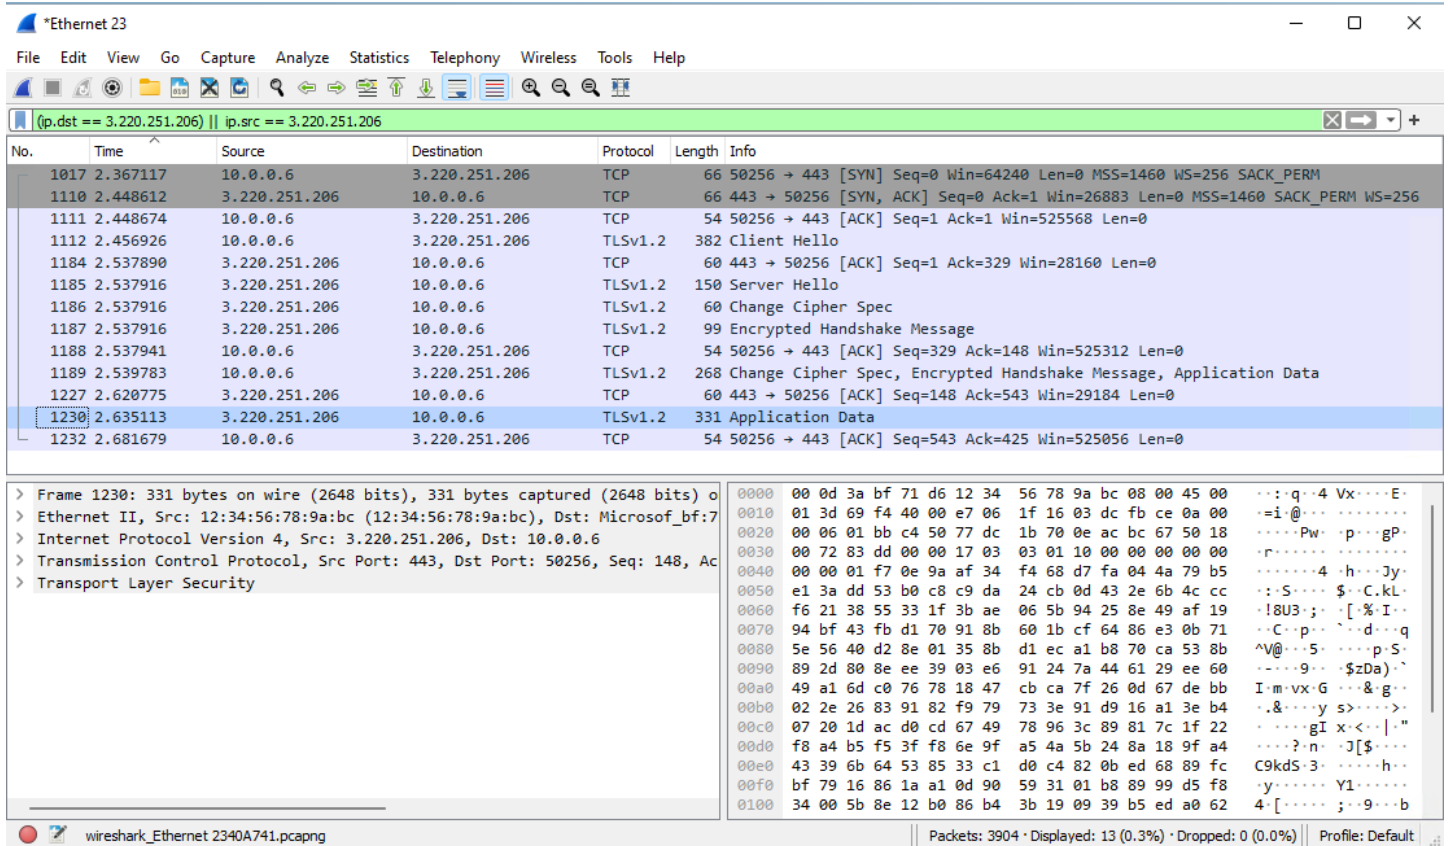 *Ethernet 23
File Edit View Go Capture Analyze Statistics Telephony Wireless Tools Help
(ip.dst == 3.220.251.206) || ip.src == 3.220.251.206
No. Time Source Destination Protocol Length Info
1017 2.367117 10.0.0.6 3.220.251.206 TCP 66 50256 → 443 [SYN] Seq=0 Win=64240 Len=0 MSS=1460 WS=256 SACK_PERM
1110 2.448612 3.220.251.206 10.0.0.6 TCP 66 443 → 50256 [SYN, ACK] Seq=0 Ack=1 Win=26883 Len=0 MSS=1460 SACK_PERM WS=256
1111 2.448674 10.0.0.6 3.220.251.206 TCP 54 50256 → 443 [ACK] Seq=1 Ack=1 Win=525568 Len=0
1112 2.456926 10.0.0.6 3.220.251.206 TLSv1.2 382 Client Hello
1184 2.537890 3.220.251.206 10.0.0.6 TCP 60 443 → 50256 [ACK] Seq=1 Ack=329 Win=28160 Len=0
1185 2.537916 3.220.251.206 10.0.0.6 TLSv1.2 150 Server Hello
1186 2.537916 3.220.251.206 10.0.0.6 TLSv1.2 60 Change Cipher Spec
1187 2.537916 3.220.251.206 10.0.0.6 TLSv1.2 99 Encrypted Handshake Message
1188 2.537941 10.0.0.6 3.220.251.206 TCP 54 50256 → 443 [ACK] Seq=329 Ack=148 Win=525312 Len=0
1189 2.539783 10.0.0.6 3.220.251.206 TLSv1.2 268 Change Cipher Spec, Encrypted Handshake Message, Application Data
1227 2.620775 3.220.251.206 10.0.0.6 TCP 60 443 → 50256 [ACK] Seq=148 Ack=543 Win=29184 Len=0
1230 2.635113 3.220.251.206 10.0.0.6 TLSv1.2 331 Application Data
1232 2.681679 10.0.0.6 3.220.251.206 TCP 54 50256 → 443 [ACK] Seq=543 Ack=425 Win=525056 Len=0
Frame 1230: 331 bytes on wire (2648 bits), 331 bytes captured (2648 bits) o
Ethernet II, Src: 12:34:56:78:9a:bc (12:34:56:78:9a:bc), Dst: Microsof_bf:7
Internet Protocol Version 4, Src: 3.220.251.206, Dst: 10.0.0.6
Transmission Control Protocol, Src Port: 443, Dst Port: 50256, Seq: 148, Ac
Transport Layer Security
0000 00 0d 3a bf 71 d6 12 34 56 78 9a bc 08 00 45 00 ··:·q··4 Vx····E·
0010 01 3d 69 f4 40 00 e7 06 1f 16 03 dc fb ce 0a 00 ·=i·@··· ········
0020 00 06 01 bb c4 50 77 dc 1b 70 0e ac bc 67 50 18 ·····Pw· ·p···gP·
0030 00 72 83 dd 00 00 17 03 03 01 10 00 00 00 00 00 ·r······ ········
0040 00 00 01 f7 0e 9a af 34 f4 68 d7 fa 04 4a 79 b5 ·······4 ·h···Jy·
0050 e1 3a dd 53 b0 c8 c9 da 24 cb 0d 43 2e 6b 4c cc ·:·S···· $··C.kL·
0060 f6 21 38 55 33 1f 3b ae 06 5b 94 25 8e 49 af 19 ·!8U3·;· ·[·%·I··
0070 94 bf 43 fb d1 70 91 8b 60 1b cf 64 86 e3 0b 71 ··C··p·· `··d···q
0080 5e 56 40 d2 8e 01 35 8b d1 ec a1 b8 70 ca 53 8b ^V@···5· ····p·S·
0090 89 2d 80 8e ee 39 03 e6 91 24 7a 44 61 29 ee 60 ·-···9·· ·$zDa)·`
00a0 49 a1 6d c0 76 78 18 47 cb ca 7f 26 0d 67 de bb I·m·vx·G ···&·g··
00b0 02 2e 26 83 91 82 f9 79 73 3e 91 d9 16 a1 3e b4 ·.&····y s>····>·
00c0 07 20 1d ac d0 cd 67 49 78 96 3c 89 81 7c 1f 22 · ····gI x·<··|·"
00d0 f8 a4 b5 f5 3f f8 6e 9f a5 4a 5b 24 8a 18 9f a4 ····?·n· ·J[$····
00e0 43 39 6b 64 53 85 33 c1 d0 c4 82 0b ed 68 89 fc C9kdS·3· ·····h··
00f0 bf 79 16 86 1a a1 0d 90 59 31 01 b8 89 99 d5 f8 ·y······ Y1······
0100 34 00 5b 8e 12 b0 86 b4 3b 19 09 39 b5 ed a0 62 4·[····· ;··9···b
wireshark_Ethernet 2340A741.pcapng Packets: 3904 · Displayed: 13 (0.3%) · Dropped: 0 (0.0%) Profile: Default